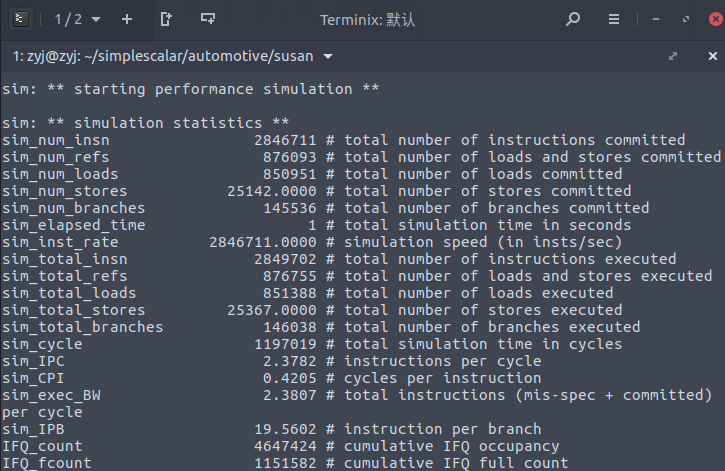 1 / 2
Terminix: 默认
1: zyj@zyj: ~/simplescalar/automotive/susan
sim: ** starting performance simulation **
sim: ** simulation statistics **
sim_num_insn 2846711 # total number of instructions committed
sim_num_refs 876093 # total number of loads and stores committed
sim_num_loads 850951 # total number of loads committed
sim_num_stores 25142.0000 # total number of stores committed
sim_num_branches 145536 # total number of branches committed
sim_elapsed_time 1 # total simulation time in seconds
sim_inst_rate 2846711.0000 # simulation speed (in insts/sec)
sim_total_insn 2849702 # total number of instructions executed
sim_total_refs 876755 # total number of loads and stores executed
sim_total_loads 851388 # total number of loads executed
sim_total_stores 25367.0000 # total number of stores executed
sim_total_branches 146038 # total number of branches executed
sim_cycle 1197019 # total simulation time in cycles
sim_IPC 2.3782 # instructions per cycle
sim_CPI 0.4205 # cycles per instruction
sim_exec_BW 2.3807 # total instructions (mis-spec + committed)
per cycle
sim_IPB 19.5602 # instruction per branch
IFQ_count 4647424 # cumulative IFQ occupancy
IFQ_fcount 1151582 # cumulative IFQ full count